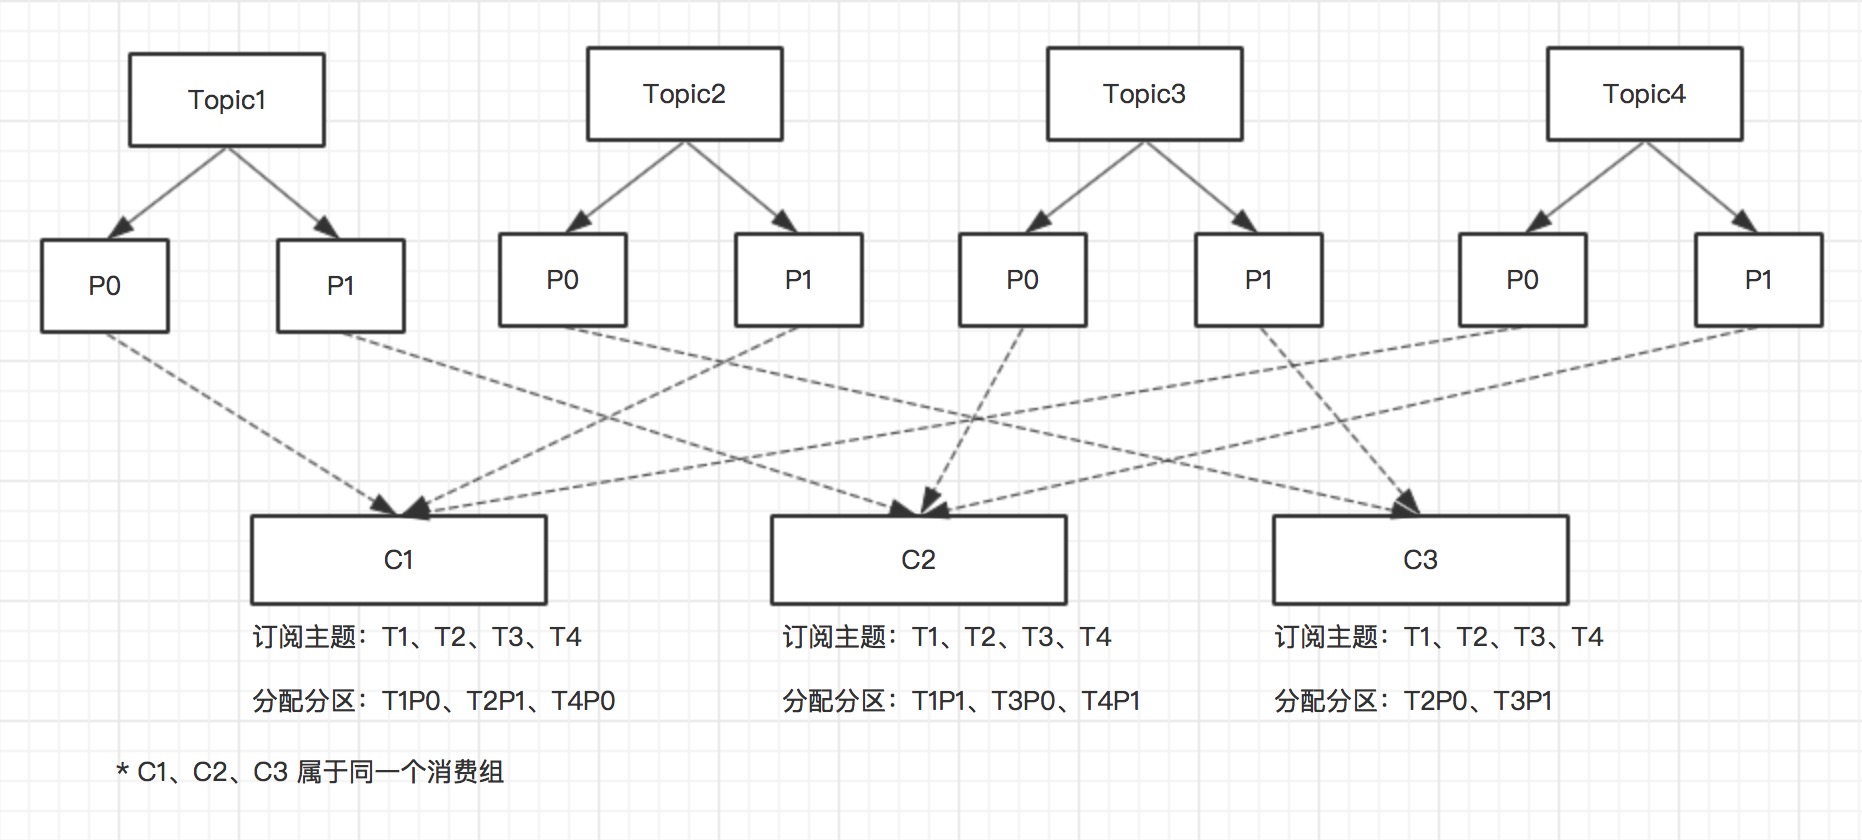 Topic1
Topic2
Topic3
Topic4
P0
P1
P0
P1
P0
P1
P0
P1
C1
C2
C3
订阅主题：T1、T2、T3、T4
订阅主题：T1、T2、T3、T4
订阅主题：T1、T2、T3、T4
分配分区：T1P0、T2P1、T4P0
分配分区：T1P1、T3P0、T4P1
分配分区：T2P0、T3P1
* C1、C2、C3 属于同一个消费组